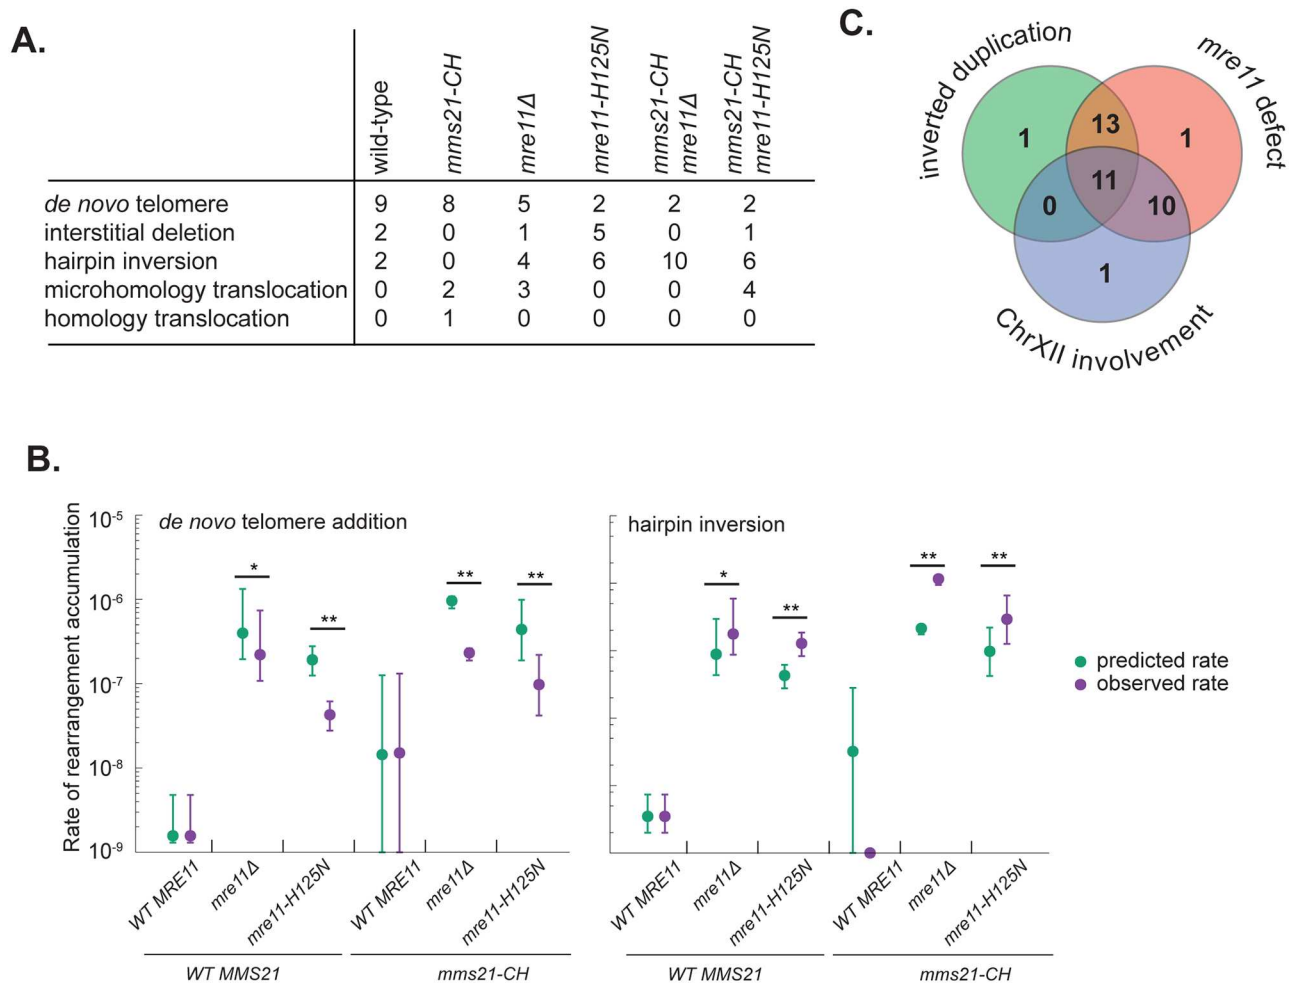 A.
wild-type
mms21-CH
mre11Δ
mre11-H125N
mms21-CH
mre11Δ
mms21-CH
mre11-H125N
de novo telomere 9 8 5 2 2 2
interstitial deletion 2 0 1 5 0 1
hairpin inversion 2 0 4 6 10 6
microhomology translocation 0 2 3 0 0 4
homology translocation 0 1 0 0 0 0
C.
inverted duplication
mre11 defect
1
13
1
11
0
10
1
ChrXII involvement
B.
Rate of rearrangement accumulation
10-5
10-6
10-7
10-8
10-9
de novo telomere addition
*
**
**
**
WT MRE11
mre11Δ
mre11-H125N
WT MRE11
mre11Δ
mre11-H125N
WT MMS21
mms21-CH
hairpin inversion
*
**
**
**
WT MRE11
mre11Δ
mre11-H125N
WT MRE11
mre11Δ
mre11-H125N
WT MMS21
mms21-CH
predicted rate
observed rate